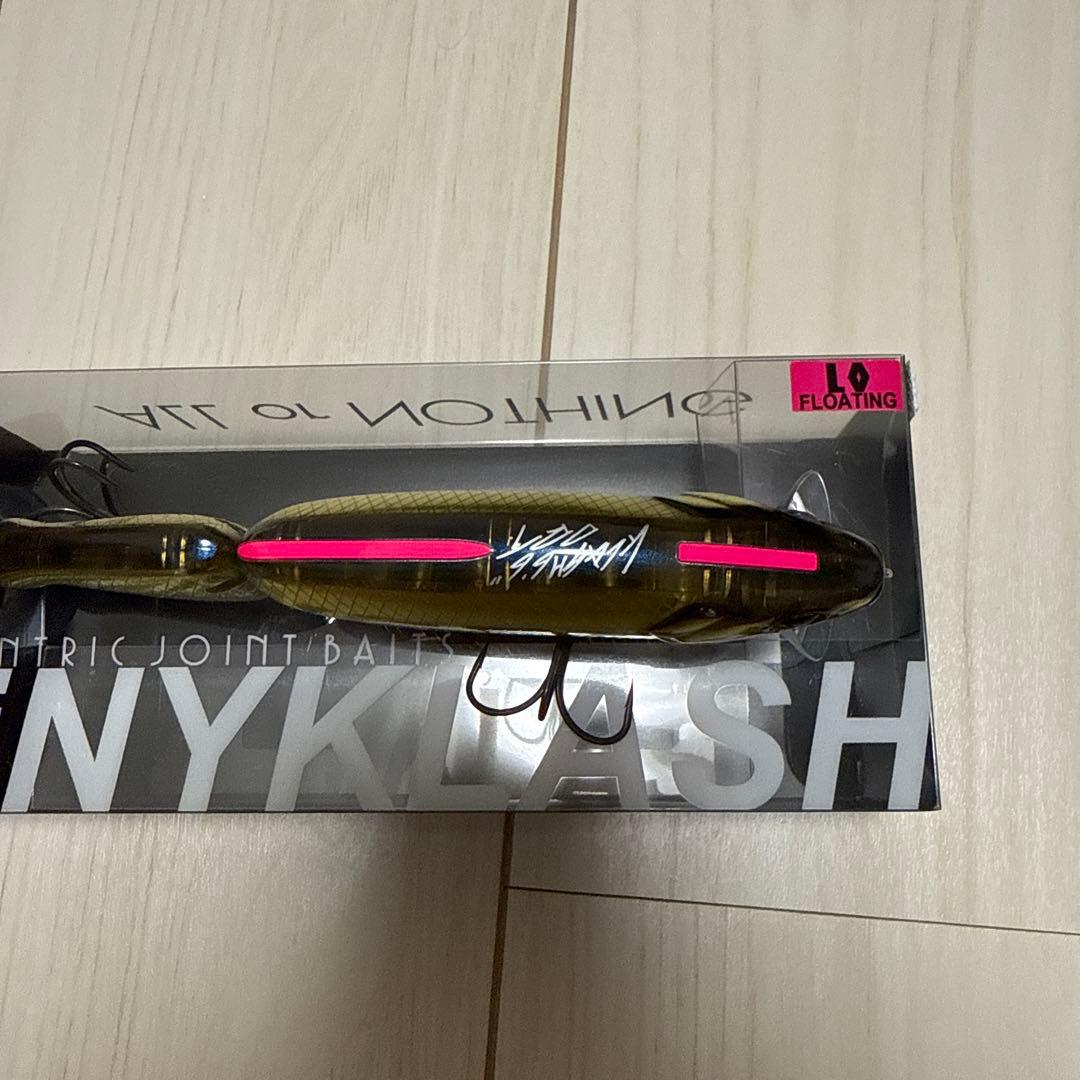 ALL or NOTHING
LO
FLOATING
NTRIC JOINT BAITS
NYKLASH